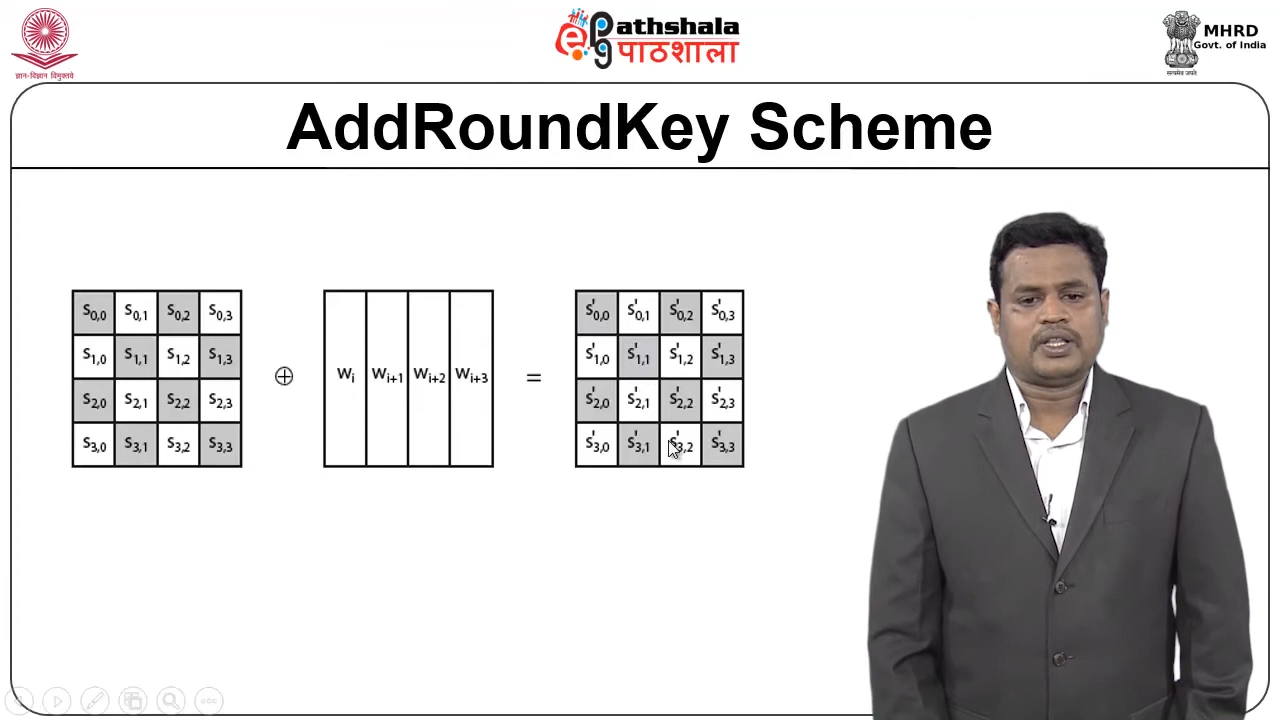 ज्ञान-विज्ञान विमुक्तये
ePathshala
पाठशाला
MHRD
Govt. of India
सत्यमेव जयते
AddRoundKey Scheme
S0,0 S0,1 S0,2 S0,3
S1,0 S1,1 S1,2 S1,3
S2,0 S2,1 S2,2 S2,3
S3,0 S3,1 S3,2 S3,3
⊕
Wi Wi+1 Wi+2 Wi+3
=
S'0,0 S'0,1 S'0,2 S'0,3
S'1,0 S'1,1 S'1,2 S'1,3
S'2,0 S'2,1 S'2,2 S'2,3
S'3,0 S'3,1 S'3,2 S'3,3